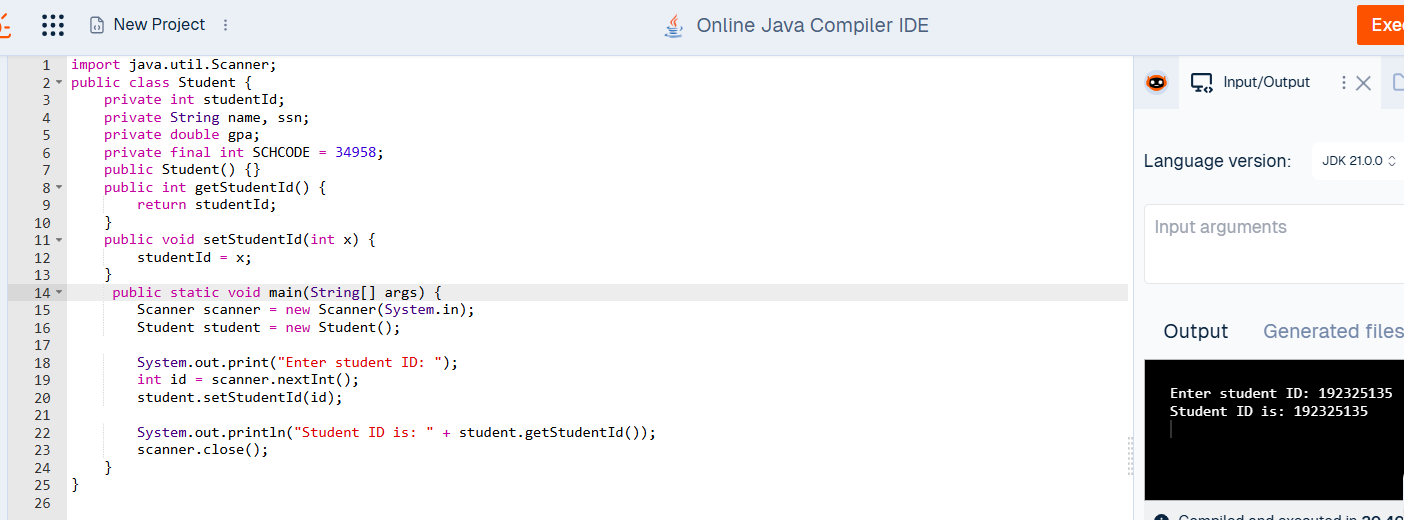 New Project
Online Java Compiler IDE
1 import java.util.Scanner;
2 public class Student {
3     private int studentId;
4     private String name, ssn;
5     private double gpa;
6     private final int SCHCODE = 34958;
7     public Student() {}
8     public int getStudentId() {
9         return studentId;
10     }
11     public void setStudentId(int x) {
12         studentId = x;
13     }
14      public static void main(String[] args) {
15         Scanner scanner = new Scanner(System.in);
16         Student student = new Student();
17
18         System.out.print("Enter student ID: ");
19         int id = scanner.nextInt();
20         student.setStudentId(id);
21
22         System.out.println("Student ID is: " + student.getStudentId());
23         scanner.close();
24     }
25 }
26
Exe
Input/Output
Language version: JDK 21.0.0
Input arguments
Output Generated files
Enter student ID: 192325135
Student ID is: 192325135
Compiled and executed in